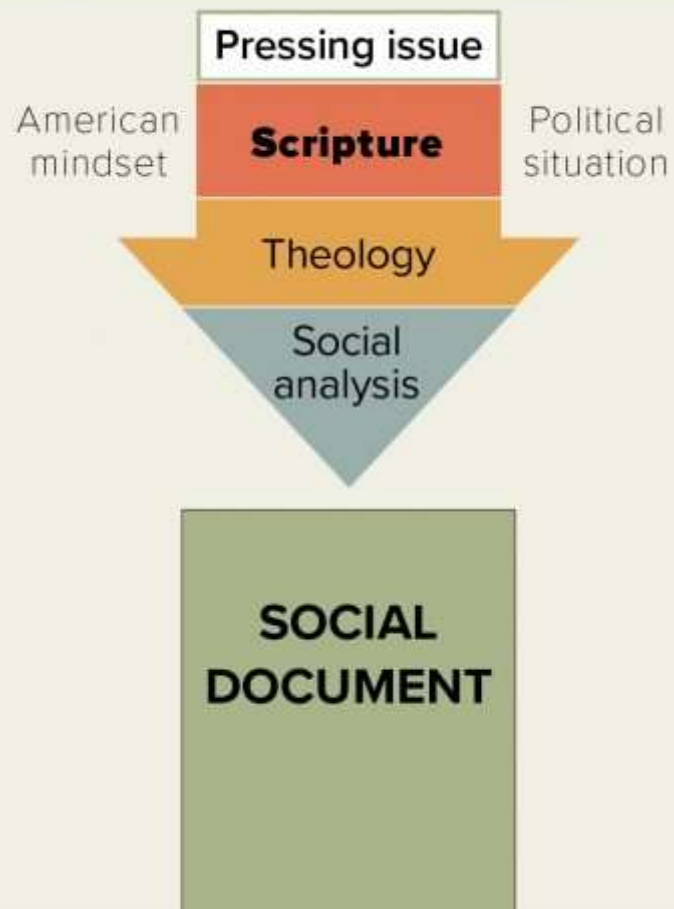 Pressing issue
American
mindset
Scripture
Political
situation
Theology
Social
analysis
SOCIAL
DOCUMENT